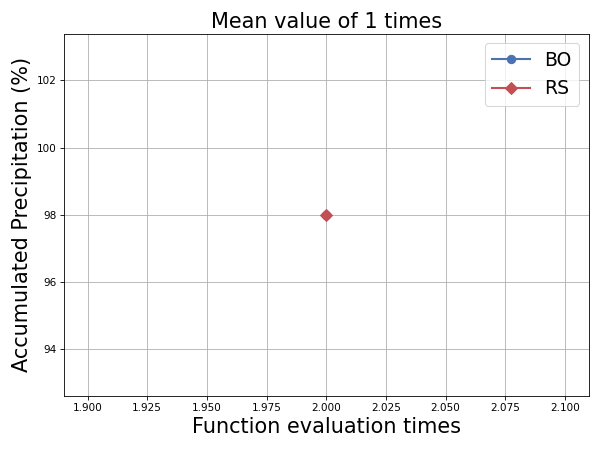 Mean value of 1 times
BO
RS
Accumulated Precipitation (%)
102
100
98
96
94
1.900 1.925 1.950 1.975 2.000 2.025 2.050 2.075 2.100
Function evaluation times